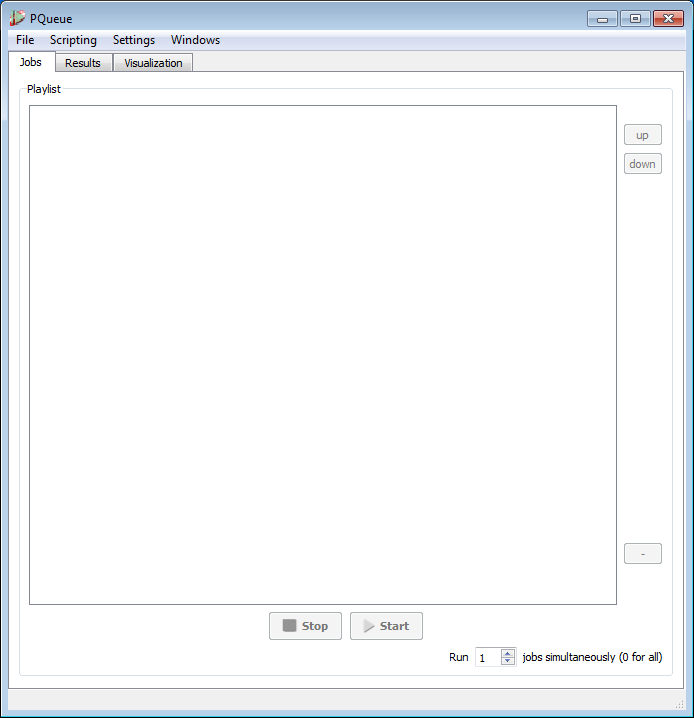 PQueue
File Scripting Settings Windows
Jobs Results Visualization
Playlist
up
down
-
Stop Start
Run 1 jobs simultaneously (0 for all)